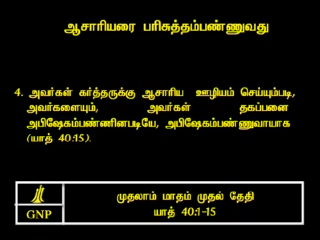 ஆசாரியரை பரிசுத்தம்பண்ணுவது
4. அவர்கள் கர்த்தருக்கு ஆசாரிய ஊழியம் செய்யும்படி,
அவர்களையும், அவர்கள் தகப்பனை
அபிஷேகம்பண்ணினபடியே, அபிஷேகம்பண்ணுவாயாக
(யாத் 40:15).
முதலாம் மாதம் முதல் தேதி
GNP
யாத் 40:1-15